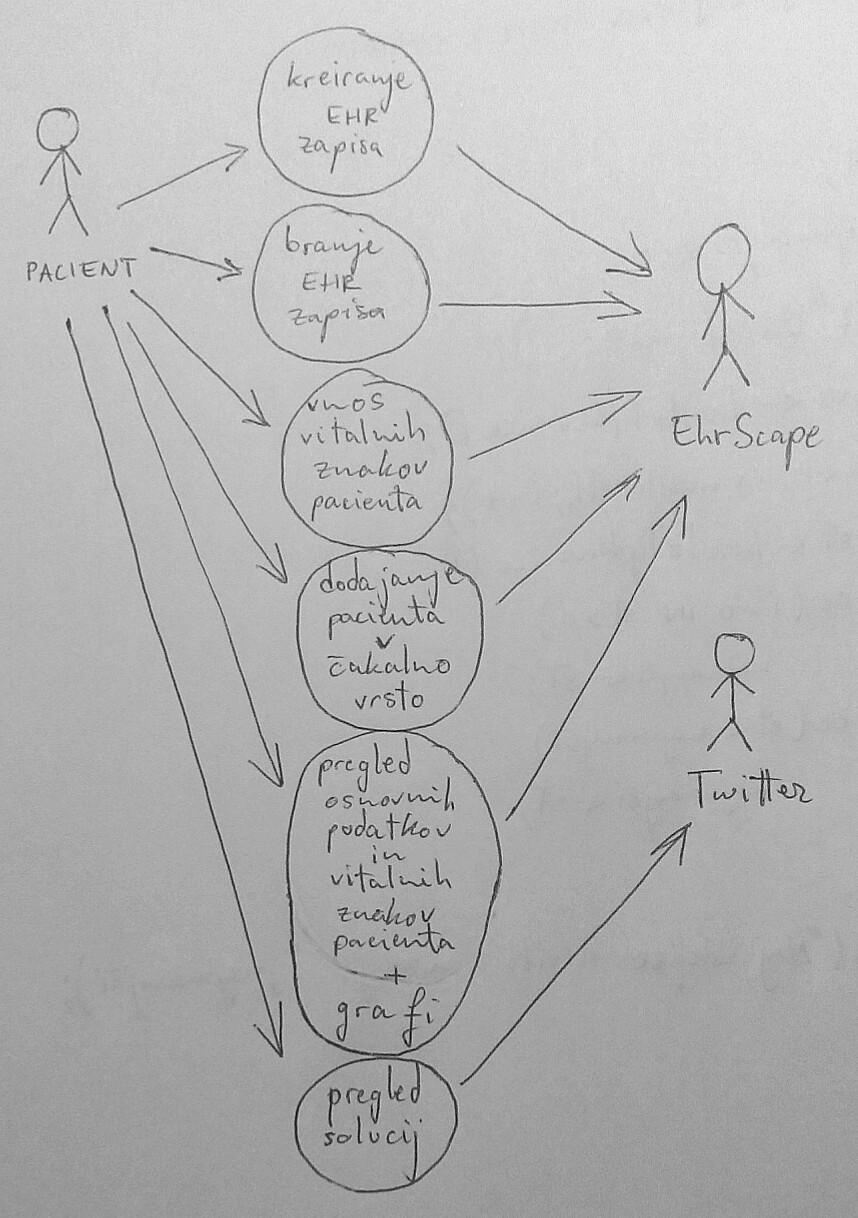 kreiranje
EHR
zapisa
PACIENT
branje
EHR
zapisa
vnos
vitalnih
znakov
pacienta
EhrScape
dodajanje
pacienta
v
čakalno
vrsto
Twitter
pregled
osnovnih
podatkov
in
vitalnih
znakov
pacienta
+
grafi
pregled
solucij